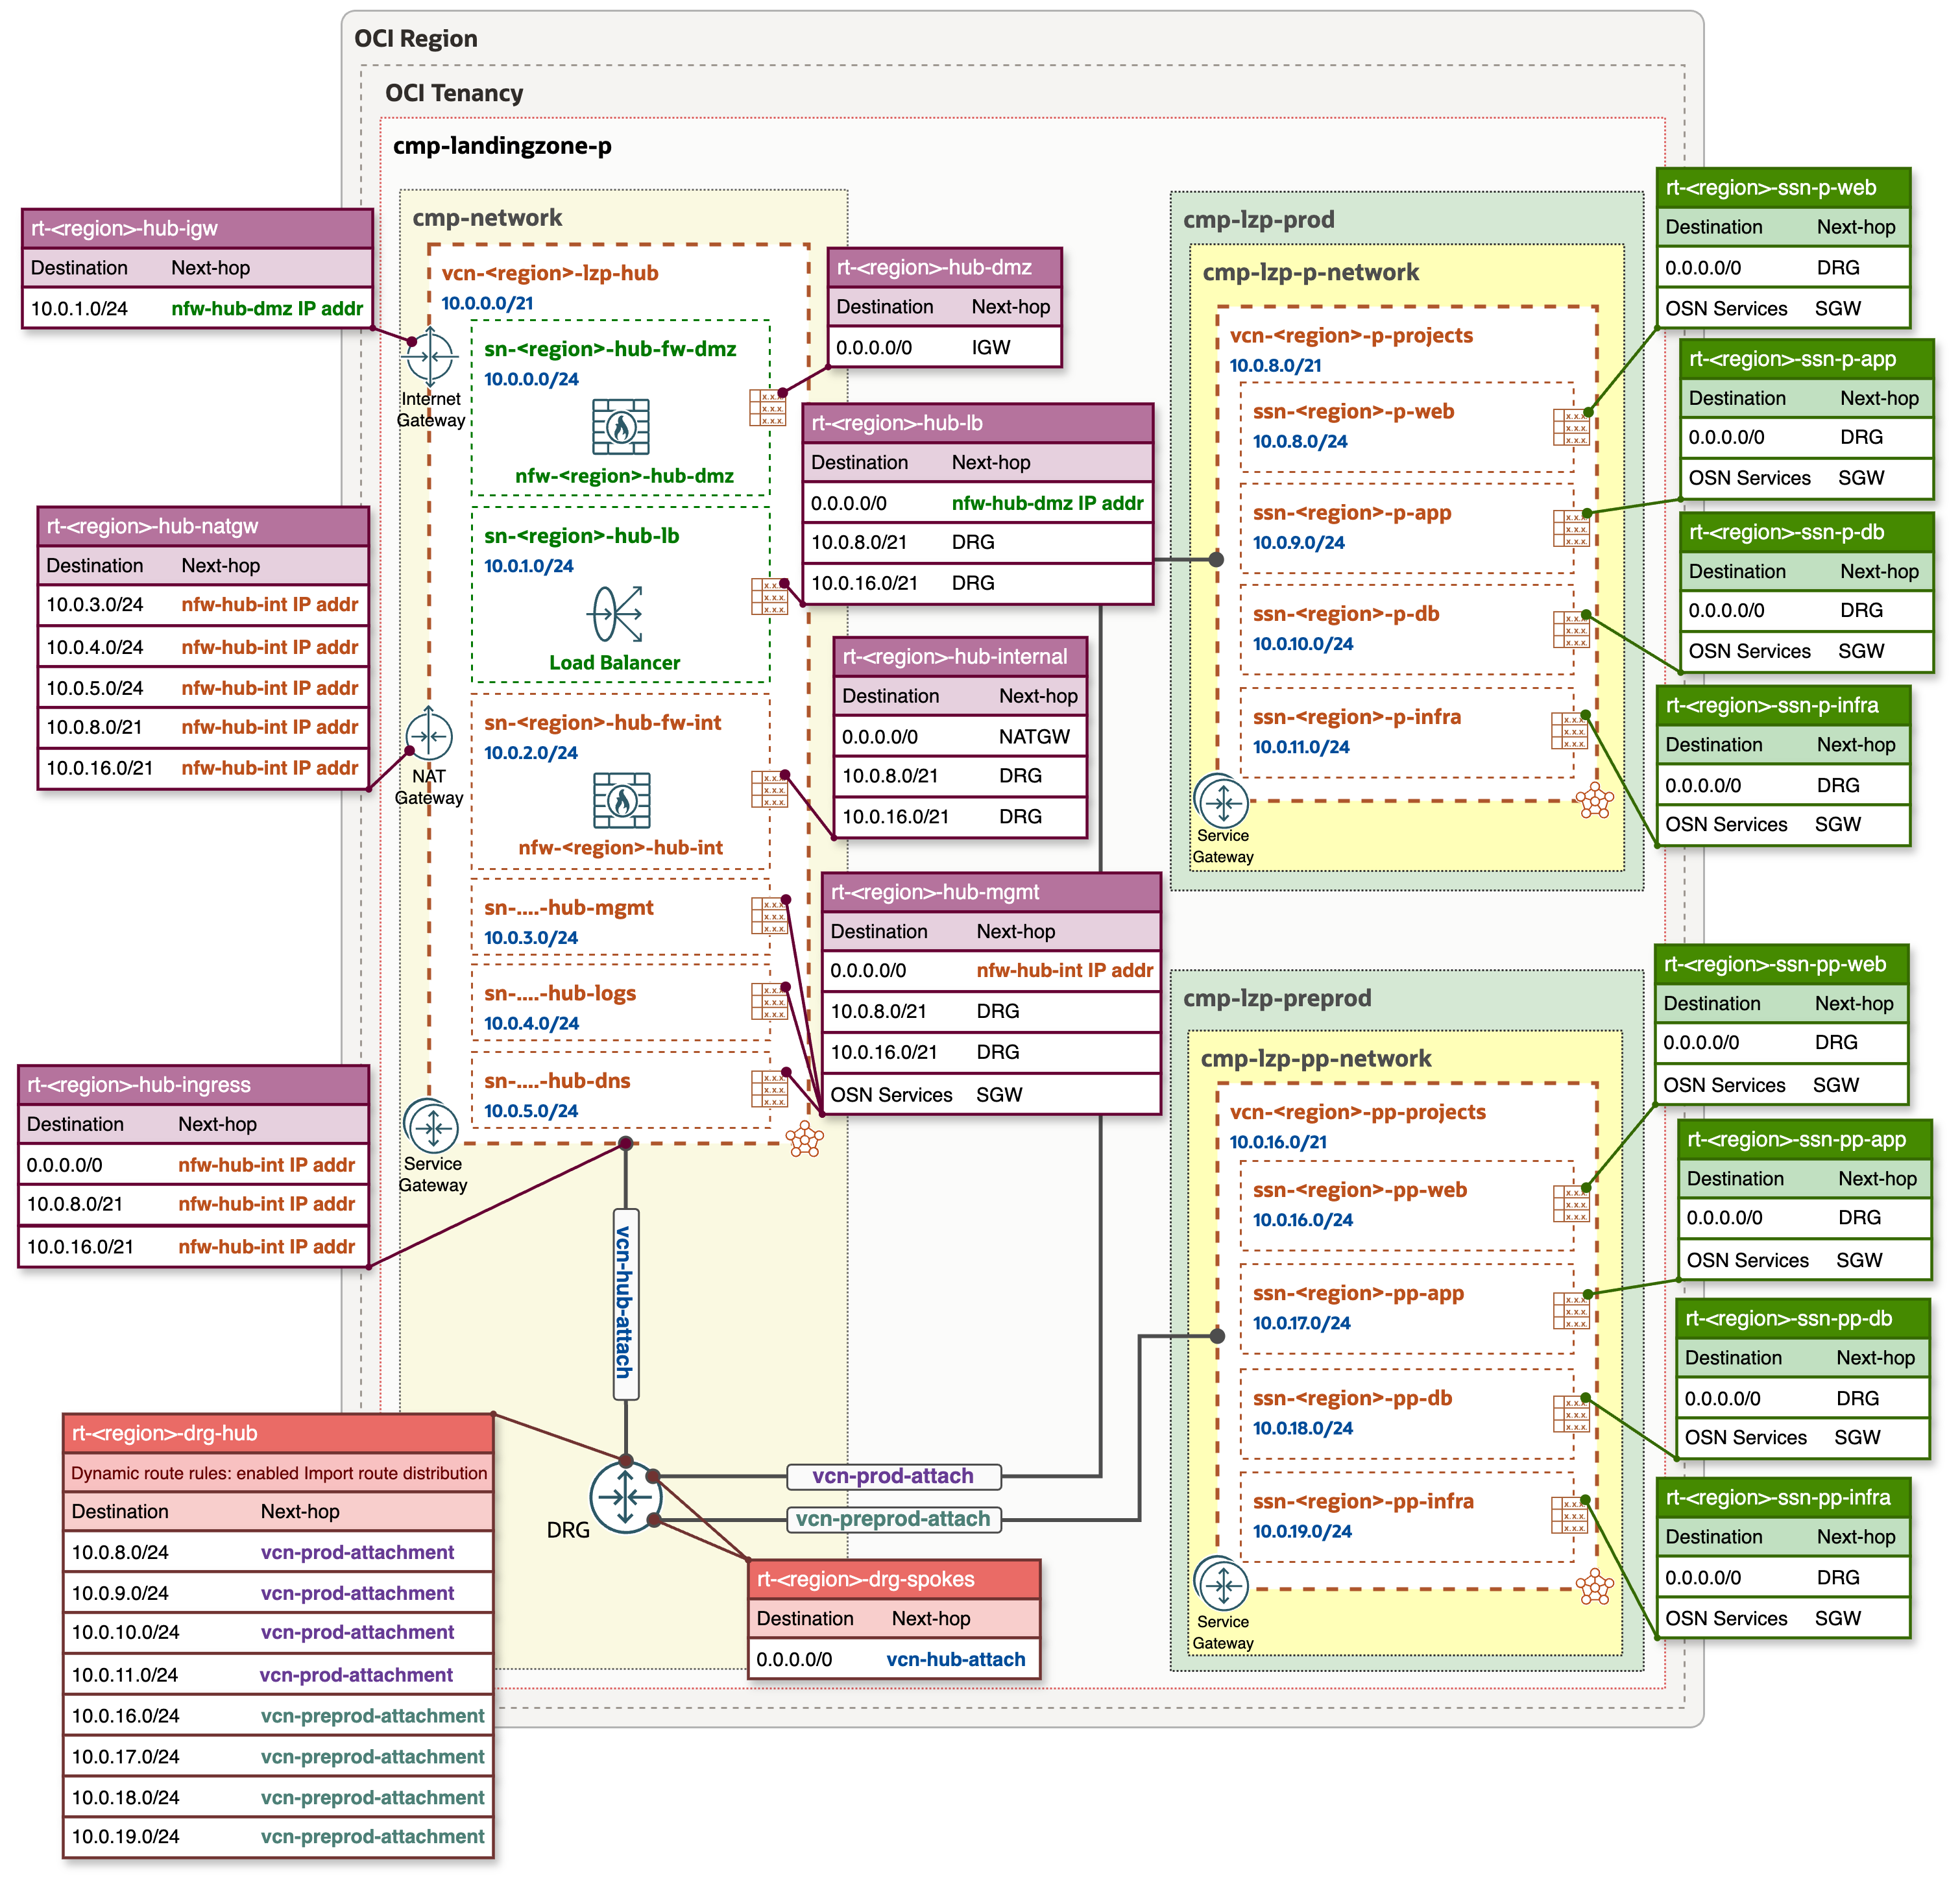 OCI Region
OCI Tenancy
cmp-landingzone-p
cmp-network
vcn-<region>-lzp-hub
10.0.0.0/21
Internet
Gateway
sn-<region>-hub-fw-dmz
10.0.0.0/24
nfw-<region>-hub-dmz
sn-<region>-hub-lb
10.0.1.0/24
Load Balancer
NAT
Gateway
sn-<region>-hub-fw-int
10.0.2.0/24
nfw-<region>-hub-int
sn-....-hub-mgmt
10.0.3.0/24
sn-....-hub-logs
10.0.4.0/24
sn-....-hub-dns
10.0.5.0/24
Service
Gateway
rt-<region>-hub-igw
Destination Next-hop
10.0.1.0/24 nfw-hub-dmz IP addr
rt-<region>-hub-natgw
Destination Next-hop
10.0.3.0/24 nfw-hub-int IP addr
10.0.4.0/24 nfw-hub-int IP addr
10.0.5.0/24 nfw-hub-int IP addr
10.0.8.0/21 nfw-hub-int IP addr
10.0.16.0/21 nfw-hub-int IP addr
rt-<region>-hub-ingress
Destination Next-hop
0.0.0.0/0 nfw-hub-int IP addr
10.0.8.0/21 nfw-hub-int IP addr
10.0.16.0/21 nfw-hub-int IP addr
rt-<region>-hub-dmz
Destination Next-hop
0.0.0.0/0 IGW
rt-<region>-hub-lb
Destination Next-hop
0.0.0.0/0 nfw-hub-dmz IP addr
10.0.8.0/21 DRG
10.0.16.0/21 DRG
rt-<region>-hub-internal
Destination Next-hop
0.0.0.0/0 NATGW
10.0.8.0/21 DRG
10.0.16.0/21 DRG
rt-<region>-hub-mgmt
Destination Next-hop
0.0.0.0/0 nfw-hub-int IP addr
10.0.8.0/21 DRG
10.0.16.0/21 DRG
OSN Services SGW
vcn-hub-attach
DRG
vcn-prod-attach
vcn-preprod-attach
rt-<region>-drg-hub
Dynamic route rules: enabled Import route distribution
Destination Next-hop
10.0.8.0/24 vcn-prod-attachment
10.0.9.0/24 vcn-prod-attachment
10.0.10.0/24 vcn-prod-attachment
10.0.11.0/24 vcn-prod-attachment
10.0.16.0/24 vcn-preprod-attachment
10.0.17.0/24 vcn-preprod-attachment
10.0.18.0/24 vcn-preprod-attachment
10.0.19.0/24 vcn-preprod-attachment
rt-<region>-drg-spokes
Destination Next-hop
0.0.0.0/0 vcn-hub-attach
cmp-lzp-prod
cmp-lzp-p-network
vcn-<region>-p-projects
10.0.8.0/21
ssn-<region>-p-web
10.0.8.0/24
ssn-<region>-p-app
10.0.9.0/24
ssn-<region>-p-db
10.0.10.0/24
ssn-<region>-p-infra
10.0.11.0/24
Service
Gateway
rt-<region>-ssn-p-web
Destination Next-hop
0.0.0.0/0 DRG
OSN Services SGW
rt-<region>-ssn-p-app
Destination Next-hop
0.0.0.0/0 DRG
OSN Services SGW
rt-<region>-ssn-p-db
Destination Next-hop
0.0.0.0/0 DRG
OSN Services SGW
rt-<region>-ssn-p-infra
Destination Next-hop
0.0.0.0/0 DRG
OSN Services SGW
cmp-lzp-preprod
cmp-lzp-pp-network
vcn-<region>-pp-projects
10.0.16.0/21
ssn-<region>-pp-web
10.0.16.0/24
ssn-<region>-pp-app
10.0.17.0/24
ssn-<region>-pp-db
10.0.18.0/24
ssn-<region>-pp-infra
10.0.19.0/24
Service
Gateway
rt-<region>-ssn-pp-web
Destination Next-hop
0.0.0.0/0 DRG
OSN Services SGW
rt-<region>-ssn-pp-app
Destination Next-hop
0.0.0.0/0 DRG
OSN Services SGW
rt-<region>-ssn-pp-db
Destination Next-hop
0.0.0.0/0 DRG
OSN Services SGW
rt-<region>-ssn-pp-infra
Destination Next-hop
0.0.0.0/0 DRG
OSN Services SGW